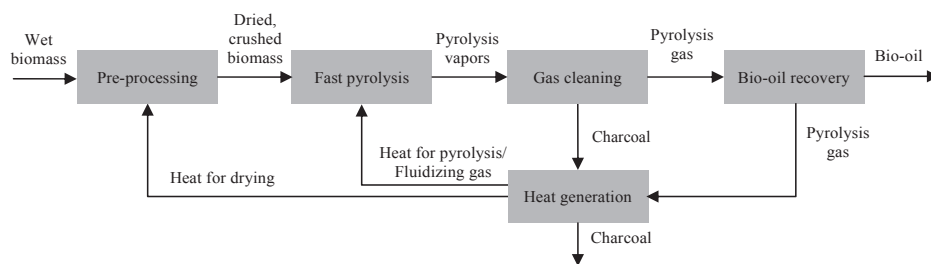 Wet
biomass
Pre-processing
Dried,
crushed
biomass
Fast pyrolysis
Pyrolysis
vapors
Gas cleaning
Pyrolysis
gas
Bio-oil recovery
Bio-oil
Charcoal
Pyrolysis
gas
Heat for pyrolysis/
Fluidizing gas
Heat for drying
Heat generation
Charcoal